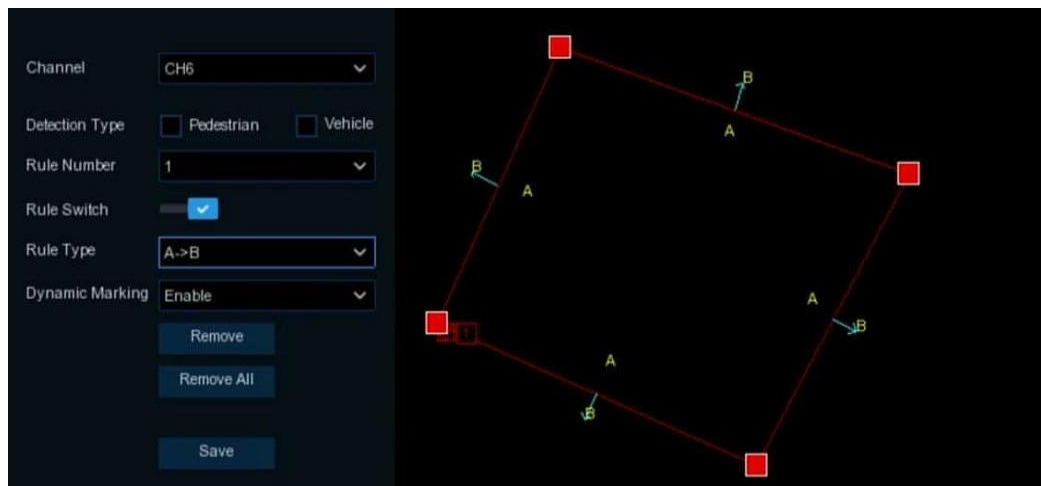 Channel CH6
Detection Type Pedestrian Vehicle
Rule Number 1
Rule Switch
Rule Type A->B
Dynamic Marking Enable
Remove
Remove All
Save
B
A
B
A
A
B
1
A
B